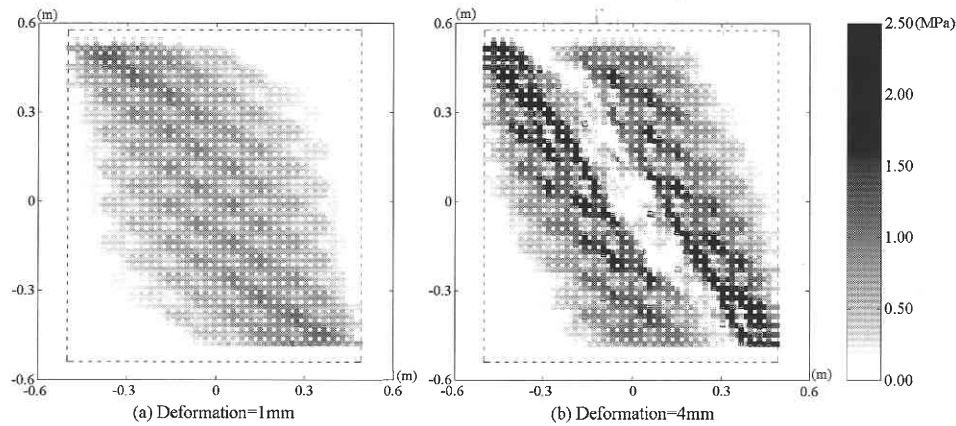 0.6 (m)
0.3
0
-0.3
-0.6
-0.6 -0.3 0 0.3 0.6
(m)
(a) Deformation=1mm
0.6 (m)
0.3
0
-0.3
-0.6
-0.6 -0.3 0 0.3 0.6
(m)
(b) Deformation=4mm
2.50 (MPa)
2.00
1.50
1.00
0.50
0.00